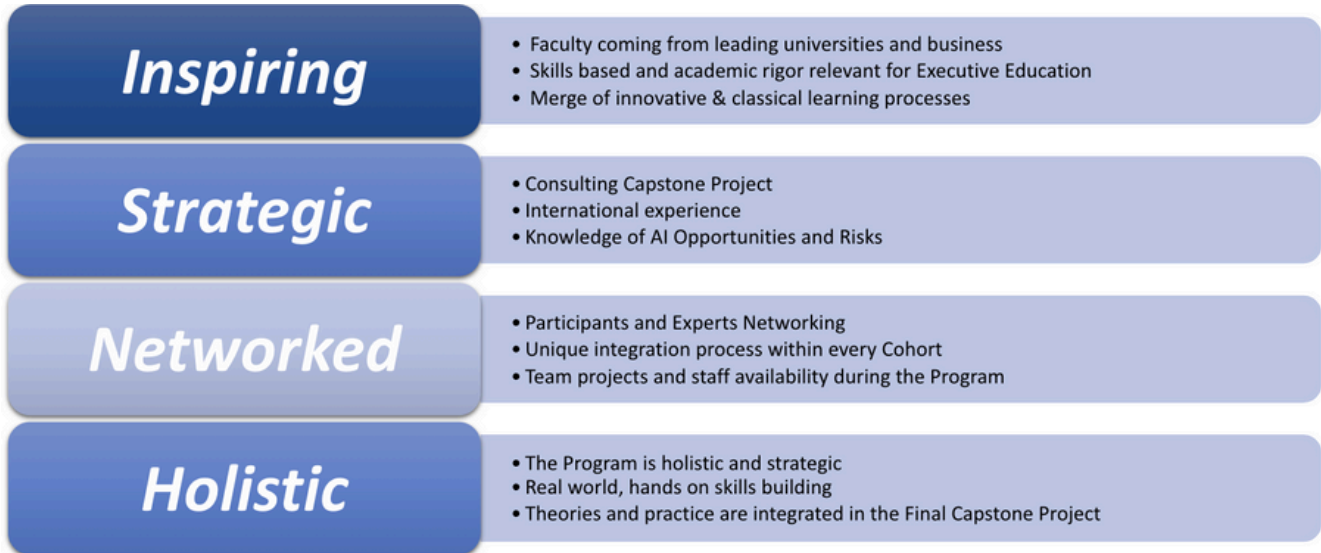 Inspiring
• Faculty coming from leading universities and business
• Skills based and academic rigor relevant for Executive Education
• Merge of innovative & classical learning processes
Strategic
• Consulting Capstone Project
• International experience
• Knowledge of AI Opportunities and Risks
Networked
• Participants and Experts Networking
• Unique integration process within every Cohort
• Team projects and staff availability during the Program
Holistic
• The Program is holistic and strategic
• Real world, hands on skills building
• Theories and practice are integrated in the Final Capstone Project